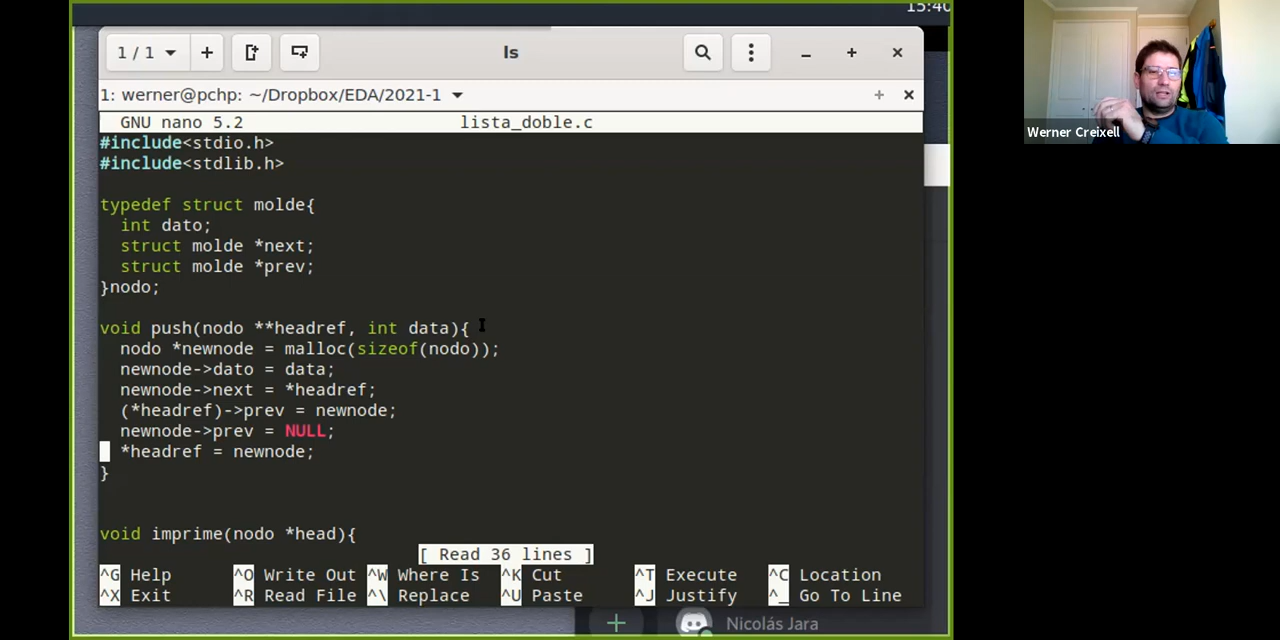 15:40
1 / 1
ls
1: werner@pchp: ~/Dropbox/EDA/2021-1
GNU nano 5.2 lista_doble.c
#include<stdio.h>
#include<stdlib.h>
typedef struct molde{
int dato;
struct molde *next;
struct molde *prev;
}nodo;
void push(nodo **headref, int data){
nodo *newnode = malloc(sizeof(nodo));
newnode->dato = data;
newnode->next = *headref;
(*headref)->prev = newnode;
newnode->prev = NULL;
*headref = newnode;
}
void imprime(nodo *head){
[ Read 36 lines ]
^G Help ^O Write Out ^W Where Is ^K Cut ^T Execute ^C Location
^X Exit ^R Read File ^\ Replace ^U Paste ^J Justify ^_ Go To Line
Nicolás Jara
Werner Creixell